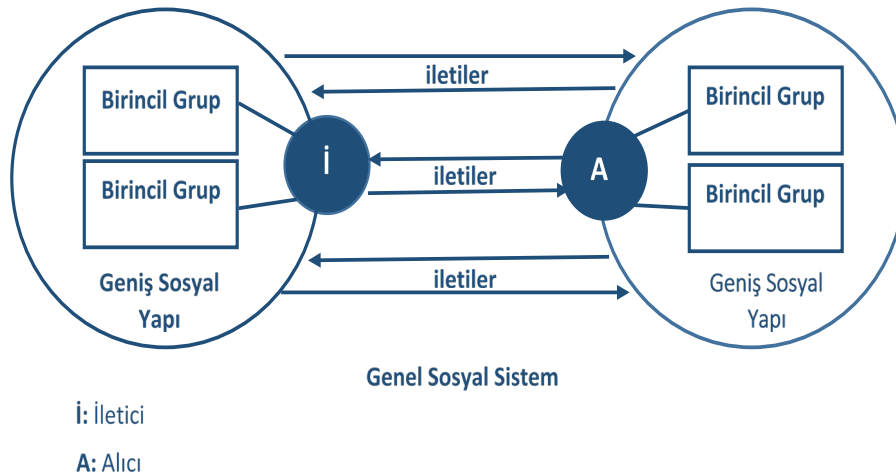 iletiler
Birincil Grup
Birincil Grup
İ
A
iletiler
Birincil Grup
Birincil Grup
iletiler
Geniş Sosyal
Yapı
Geniş Sosyal
Yapı
Genel Sosyal Sistem
İ: İletici
A: Alıcı